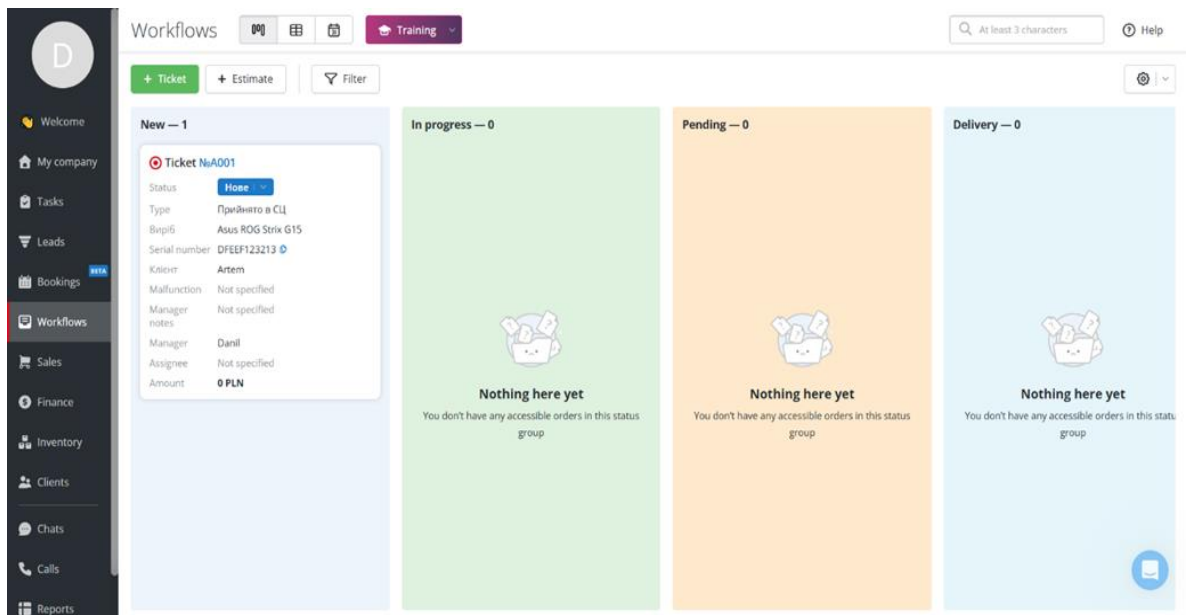 D
Workflows
Training
At least 3 characters
Help
+ Ticket
+ Estimate
Filter
Welcome
My company
Tasks
Leads
Bookings
BETA
Workflows
Sales
Finance
Inventory
Clients
Chats
Calls
Reports
New — 1
Ticket №A001
Status Нове
Type Прийнято в СЦ
Виріб Asus ROG Strix G15
Serial number DFEEF123213
Клієнт Artem
Malfunction Not specified
Manager notes Not specified
Manager Danil
Assignee Not specified
Amount 0 PLN
In progress — 0
Nothing here yet
You don't have any accessible orders in this status
group
Pending — 0
Nothing here yet
You don't have any accessible orders in this status
group
Delivery — 0
Nothing here yet
You don't have any accessible orders in this statu
group